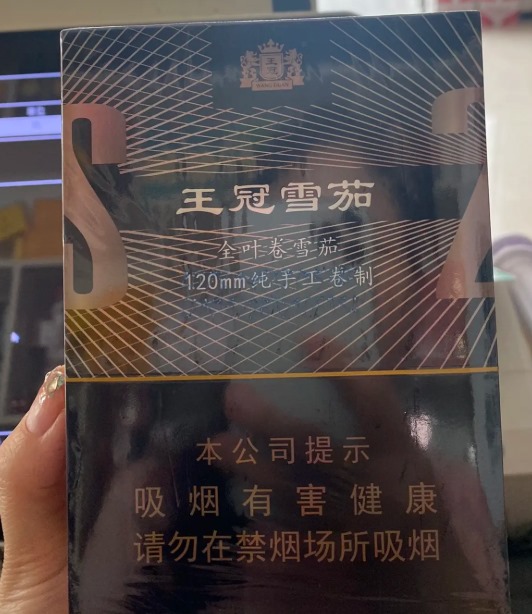 王冠雪茄
全叶卷雪茄
120mm纯手工卷制
本公司提示
吸烟有害健康
请勿在禁烟场所吸烟